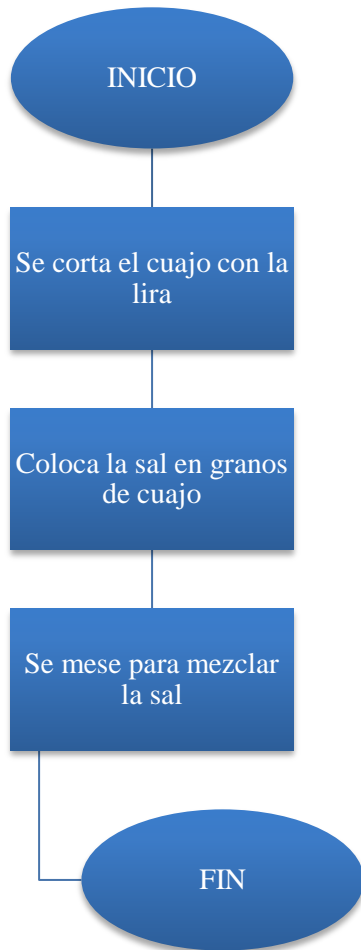 INICIO
Se corta el cuajo con la
lira
Coloca la sal en granos
de cuajo
Se mese para mezclar
la sal
FIN